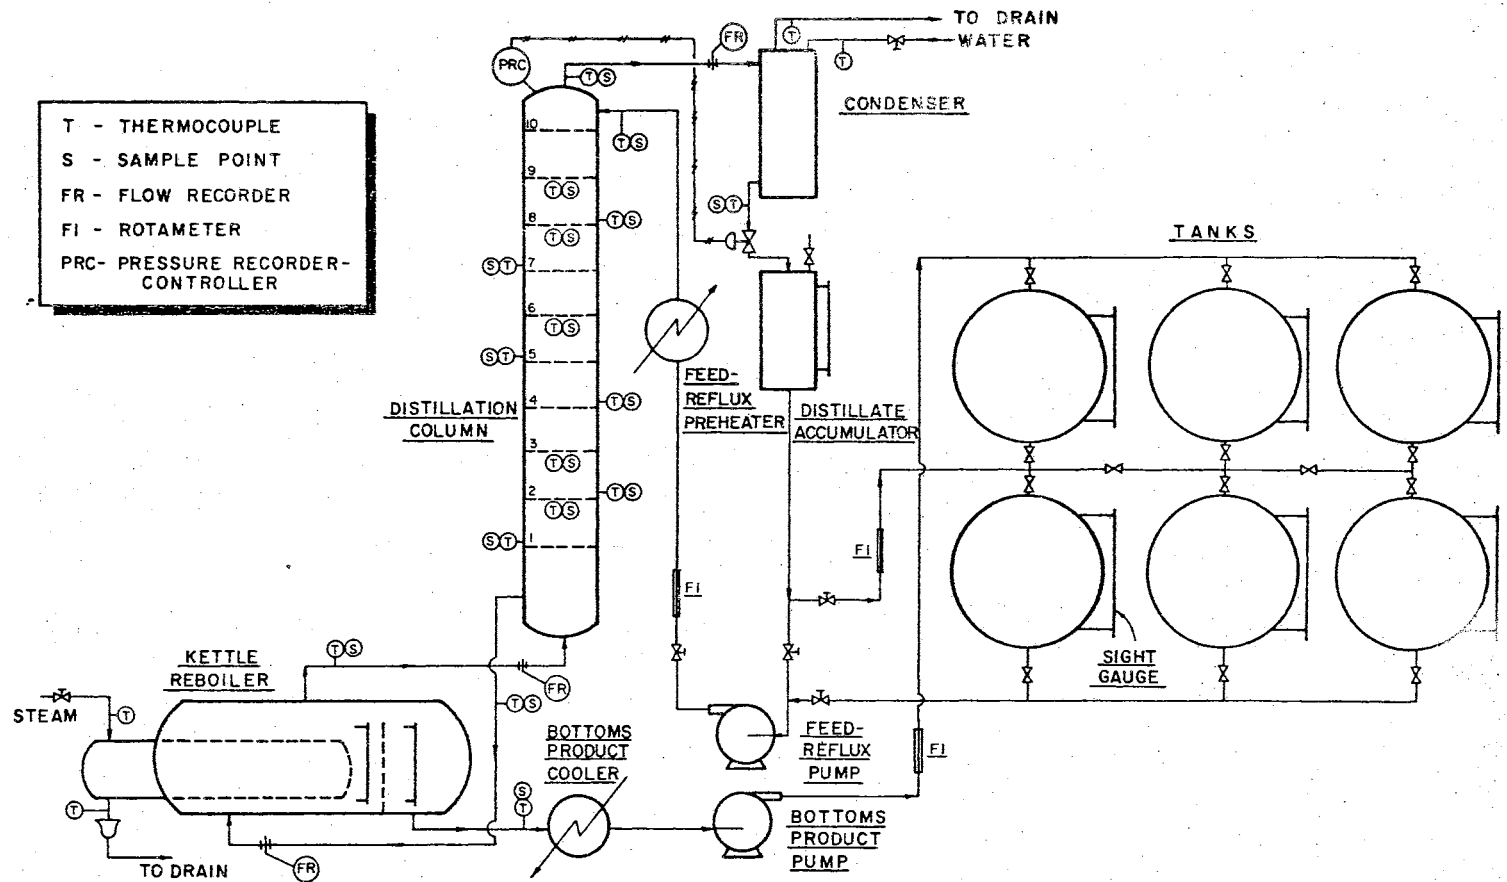 TO DRAIN
WATER
T
T
FR
PRC
T S
CONDENSER
T - THERMOCOUPLE
S - SAMPLE POINT
FR - FLOW RECORDER
FI - ROTAMETER
PRC- PRESSURE RECORDER-
CONTROLLER
10
T S
9
T S
S T
8
T S
T S
TANKS
S T
7
6
T S
S T
5
FEED-
REFLUX
PREHEATER
DISTILLATION
COLUMN
4
T S
DISTILLATE
ACCUMULATOR
3
T S
2
T S
T S
S T
1
FI
FI
KETTLE
REBOILER
T S
FR
SIGHT
GAUGE
STEAM
T
T S
BOTTOMS
PRODUCT
COOLER
FEED-
REFLUX
PUMP
FI
T
S
T
BOTTOMS
PRODUCT
PUMP
TO DRAIN
FR